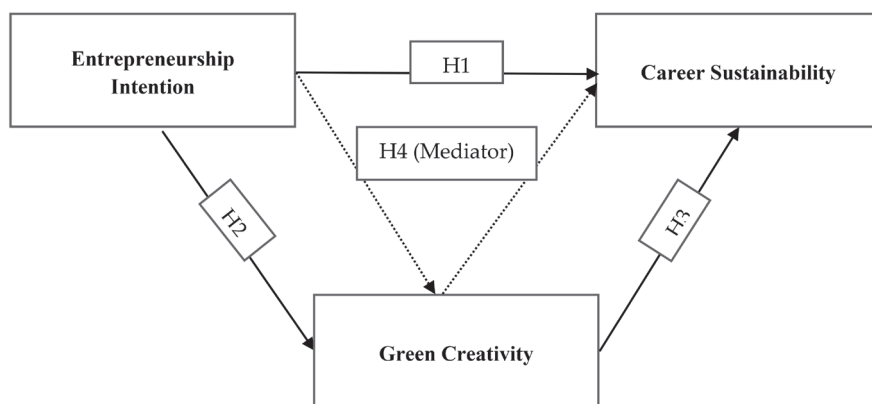 Entrepreneurship
Intention
H1
Career Sustainability
H4 (Mediator)
H2
H3
Green Creativity